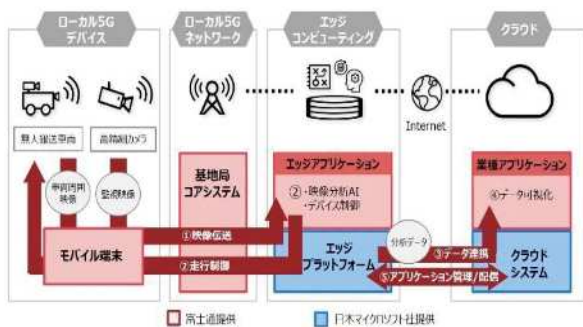 ローカル5G
デバイス
ローカル5G
ネットワーク
エッジ
コンピューティング
クラウド
Internet
無人搬送車両
高精細カメラ
車両周囲
映像
監視映像
モバイル端末
基地局
コアシステム
①映像伝送
⑦走行制御
エッジアプリケーション
②・映像分析AI
・デバイス制御
エッジ
プラットフォーム
分析データ
③データ連携
⑤アプリケーション管理/配信
業種アプリケーション
④データ可視化
クラウド
システム
富士通提供
日本マイクロソフト社提供